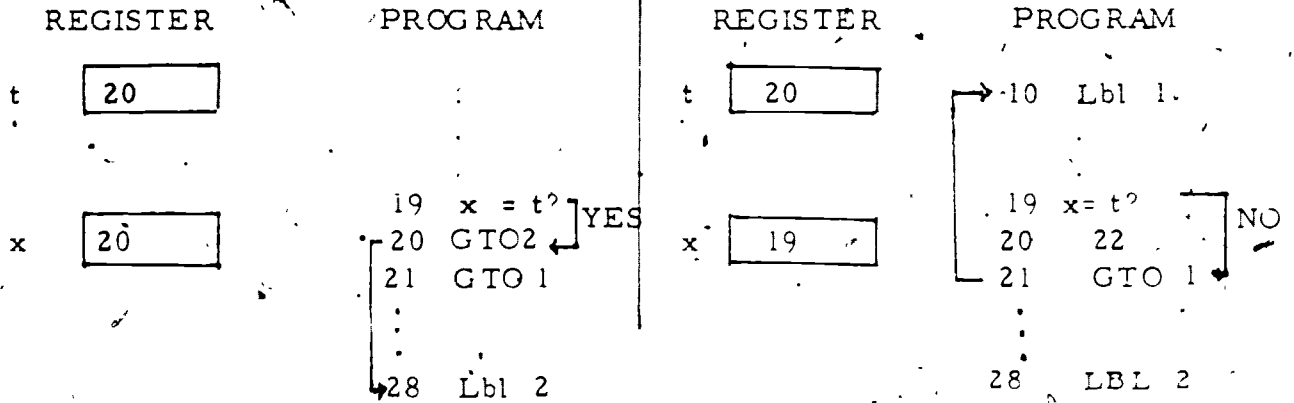 REGISTER PROGRAM
t 20
19 x = t?
YES
x 20
20 GTO2
21 GTO 1
28 Lbl 2
REGISTER PROGRAM
t 20
10 Lbl 1
19 x = t?
NO
x 19
20 22
21 GTO 1
28 LBL 2